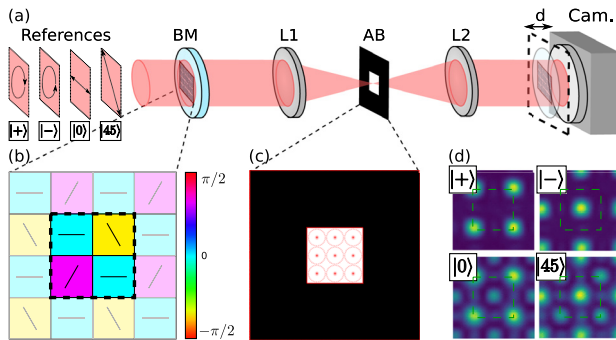 (a)
References
BM
L1
AB
L2
d
Cam.
|+⟩ |−⟩ |0⟩ |45⟩
(b)
π/2
0
−π/2
(c)
(d)
|+⟩ |−⟩
|0⟩ |45⟩